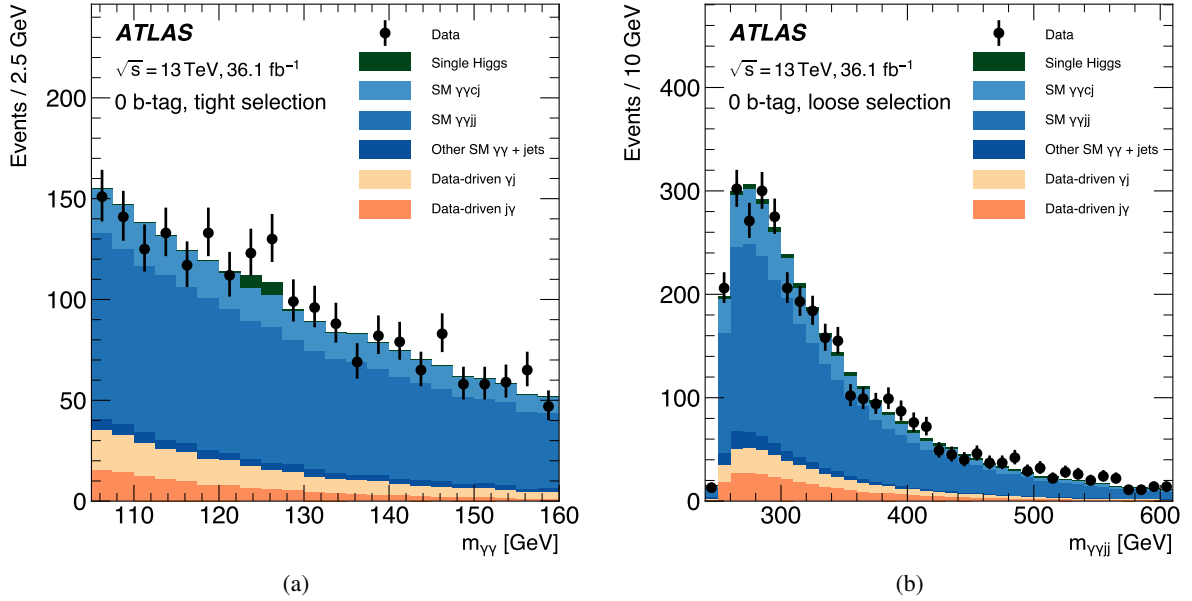 Events / 2.5 GeV
ATLAS
√s = 13 TeV, 36.1 fb⁻¹
0 b-tag, tight selection
Data
Single Higgs
SM γγcj
SM γγjj
Other SM γγ + jets
Data-driven γj
Data-driven jγ
200
150
100
50
0
110 120 130 140 150 160
m_γγ [GeV]
(a)
Events / 10 GeV
ATLAS
√s = 13 TeV, 36.1 fb⁻¹
0 b-tag, loose selection
Data
Single Higgs
SM γγcj
SM γγjj
Other SM γγ + jets
Data-driven γj
Data-driven jγ
400
300
200
100
0
300 400 500 600
m_γγjj [GeV]
(b)